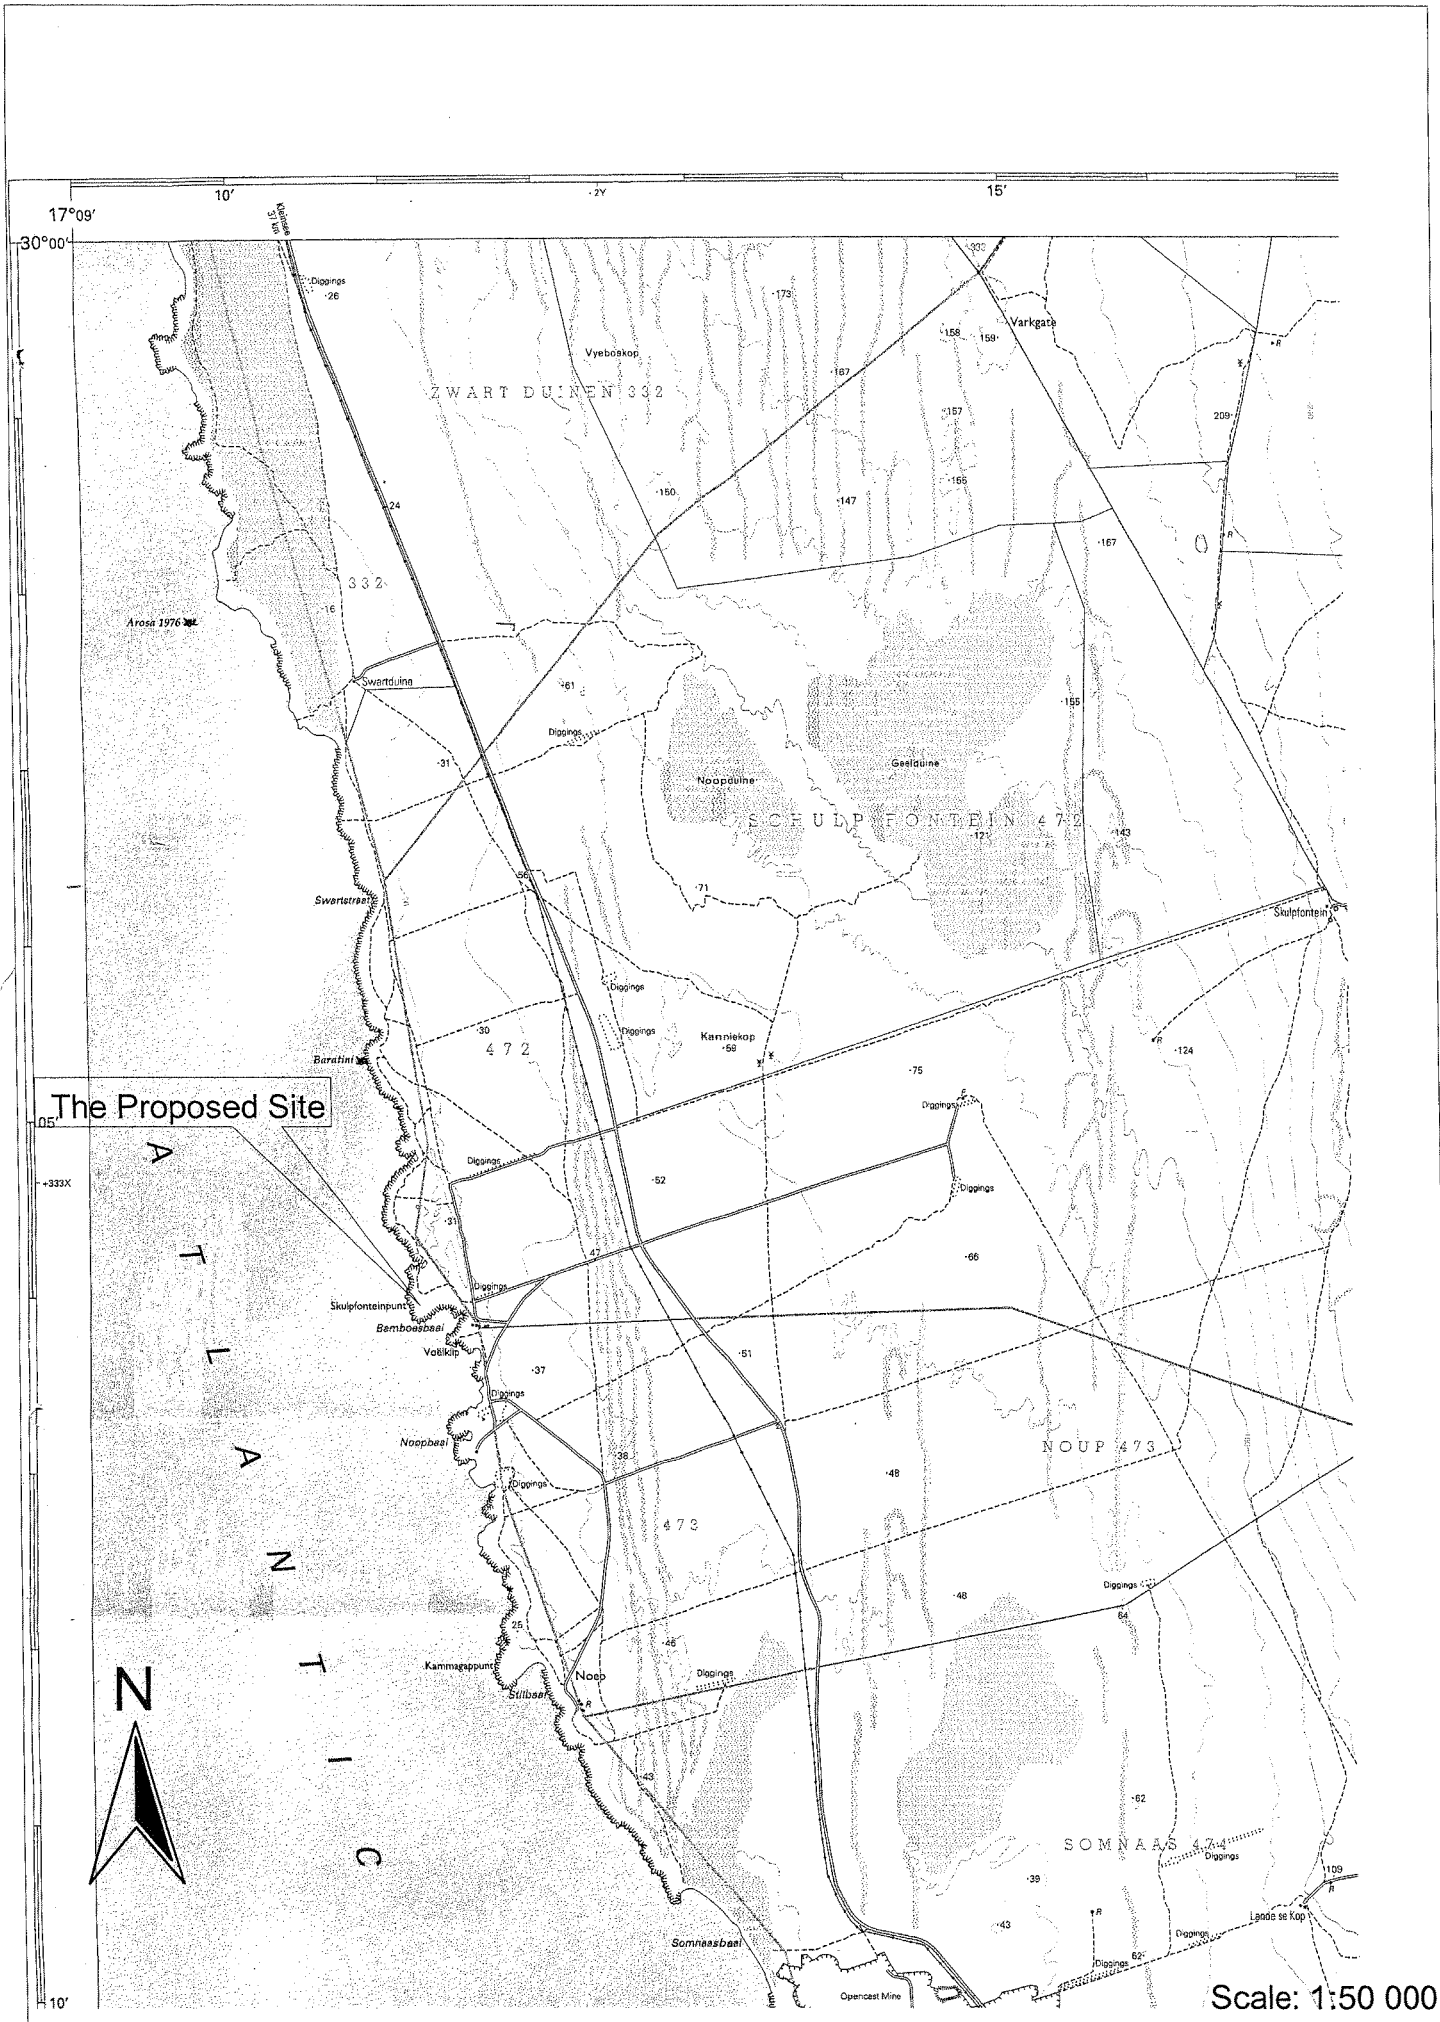 10'
·2Y
15'
17°09'
Kleinsee
37 km
30°00'
Diggings
·26
·333
·173
Varkgate
·158
159·
Vyeboskop
R
·167
ZWART DUINEN 332
·157
209·
·150
·155
·147
·24
R
·167
332
·16
Arosa 1976
Swartduine
·61
·155
Diggings
·31
Geelduine
Noopduine
SCHULP FONTEIN 472
·121
·143
56
·71
Swartstraat
Skulpfontein
Diggings
·30
Diggings
Kanniekop
·59
R
472
·124
Baratini
·75
The Proposed Site
Diggings
05'
A
Diggings
+333X
·52
Diggings
·31
T
47
·66
Diggings
Skulpfonteinpunt
Bamboesbaai
L
Voëlklip
·51
·37
Diggings
Noopbaai
NOUP 473
A
·38
·48
Diggings
473
N
Diggings
·48
64
25
T
·46
Kammagappunt
Noep
Diggings
N
Stilbaai
R
I
·43
·62
SOMNAAS 474
Diggings
C
109
·39
R
R
Lange se Kop
·43
Diggings
Somnaasbaai
62·
Diggings
Opencast Mine
10'
Scale: 1:50 000